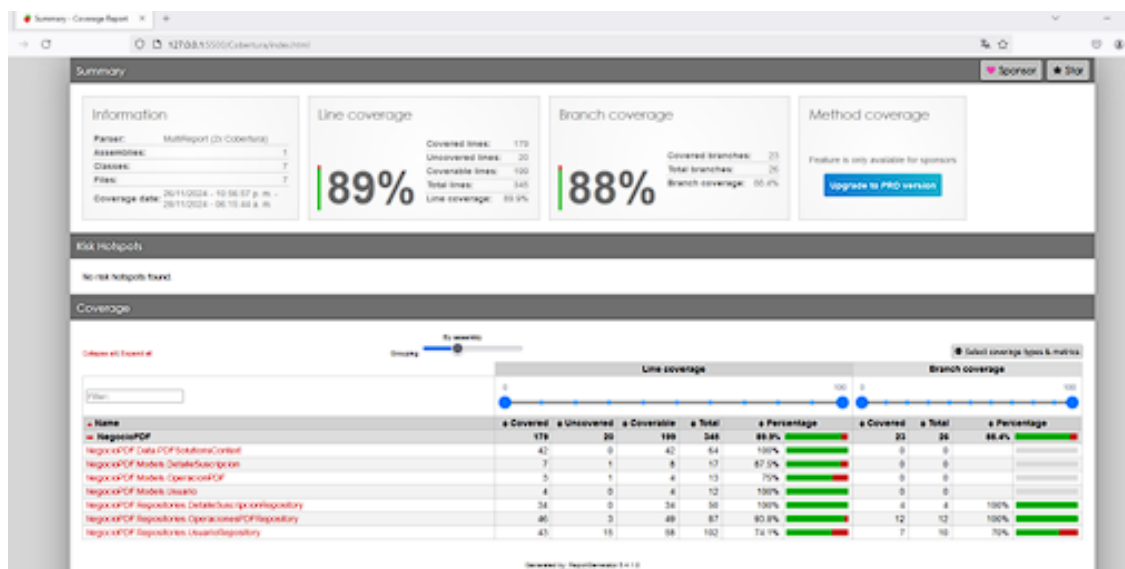 Summary - Coverage Report
127.0.0.1:5500/Cobertura/index.html
Summary
Sponsor
Star
Information
Parser: MultiReport (2x Cobertura)
Assemblies: 1
Classes: 7
Files: 7
Coverage date:
Line coverage
89%
Covered lines: 179
Uncovered lines: 20
Coverable lines: 199
Total lines: 345
Line coverage: 89.9%
Branch coverage
88%
Covered branches: 23
Total branches: 26
Branch coverage: 88.4%
Method coverage
Feature is only available for sponsors
Upgrade to PRO version
Risk Hotspots
No risk hotspots found.
Coverage
Collapse all | Expand all
By assembly
Grouping
Select coverage types & metrics
Line coverage
Branch coverage
Filter:
0 100 0 100
Name Covered Uncovered Coverable Total Percentage Covered Total Percentage
NegocioPDF 179 20 199 345 89.9% 23 26 88.4%
NegocioPDF.Data.PDFSolutionsContext 42 0 42 64 100% 0 0
NegocioPDF.Models.DetalleSuscripcion 7 1 8 17 87.5% 0 0
NegocioPDF.Models.OperacionPDF 3 1 4 13 75% 0 0
NegocioPDF.Models.Usuario 4 0 4 12 100% 0 0
NegocioPDF.Repositories.DetalleSuscripcionRepository 34 0 34 50 100% 4 4 100%
NegocioPDF.Repositories.OperacionesPDFRepository 46 3 49 87 93.8% 12 12 100%
NegocioPDF.Repositories.UsuarioRepository 43 15 58 102 74.1% 7 10 70%
Generated by: ReportGenerator